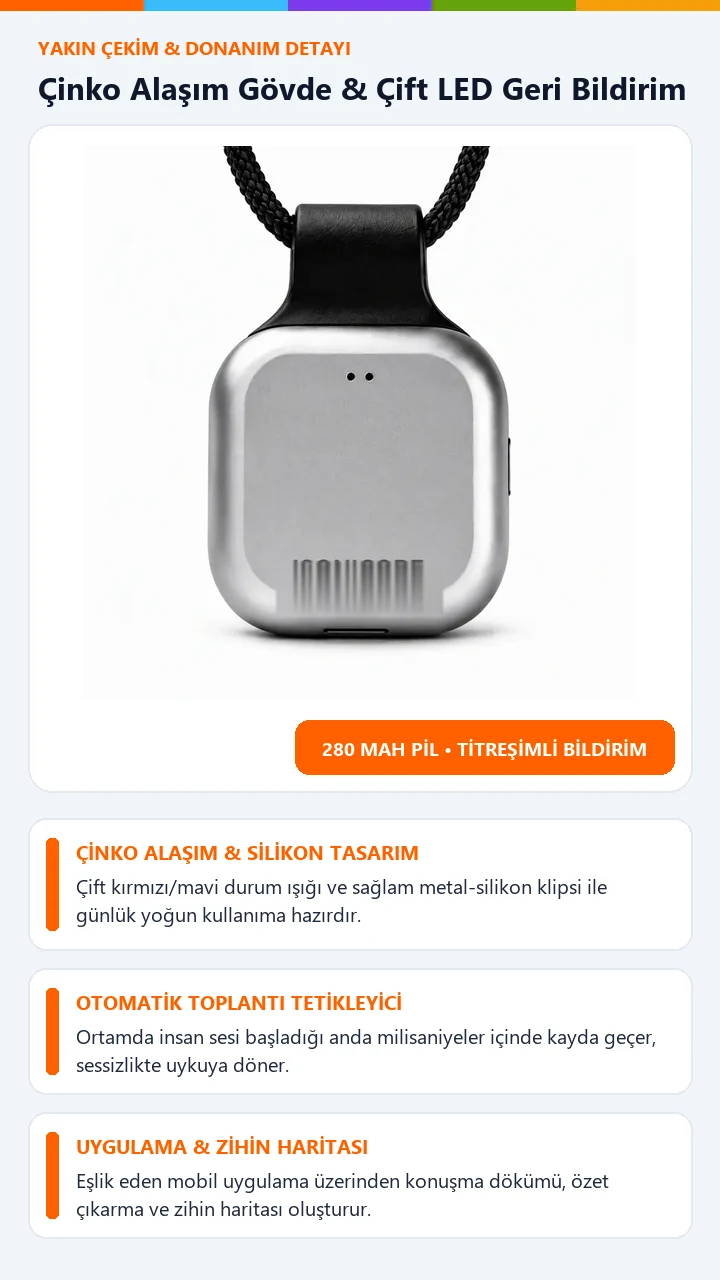 YAKIN ÇEKİM & DONANIM DETAYI
Çinko Alaşım Gövde & Çift LED Geri Bildirim
280 MAH PİL • TİTREŞİMLİ BİLDİRİM
ÇİNKO ALAŞIM & SİLİKON TASARIM
Çift kırmızı/mavi durum ışığı ve sağlam metal-silikon klipsi ile
günlük yoğun kullanıma hazırdır.
OTOMATİK TOPLANTI TETİKLEYİCİ
Ortamda insan sesi başladığı anda milisaniyeler içinde kayda geçer,
sessizlikte uykuya döner.
UYGULAMA & ZİHİN HARİTASI
Eşlik eden mobil uygulama üzerinden konuşma dökümü, özet
çıkarma ve zihin haritası oluşturur.